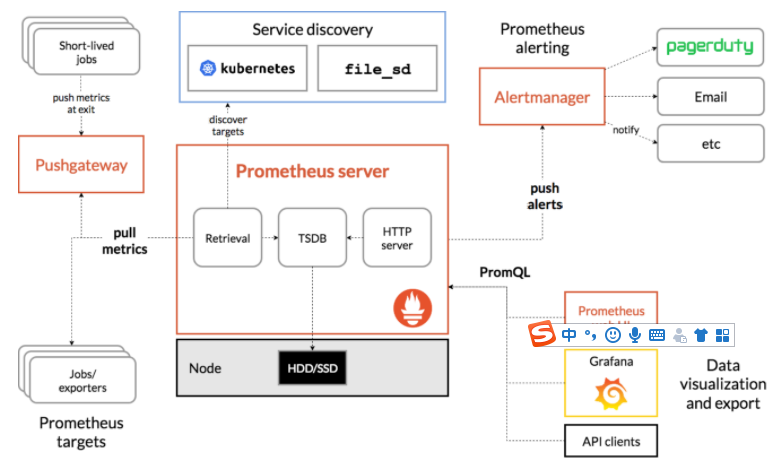 Short-lived
jobs
push metrics
at exit
Pushgateway
pull
metrics
Jobs/
exporters
Prometheus
targets
Service discovery
kubernetes
file_sd
discover
targets
Prometheus server
Retrieval
TSDB
HTTP
server
Node
HDD/SSD
Prometheus
alerting
Alertmanager
pagerduty
Email
etc
notify
push
alerts
PromQL
Prometheus
S中
Grafana
API clients
Data
visualization
and export